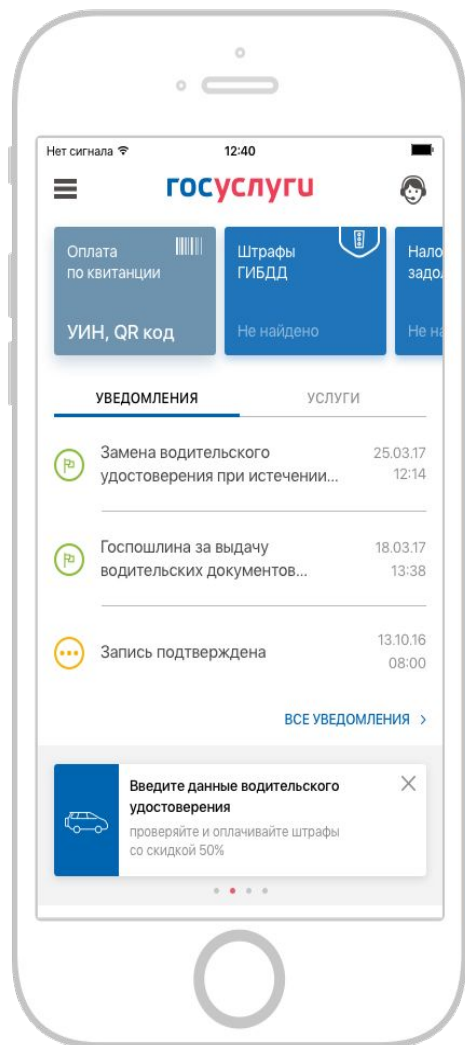 Нет сигнала 12:40
госуслуги
Оплата
по квитанции
УИН, QR код
Штрафы
ГИБДД
Не найдено
Нало
задо
Не на
УВЕДОМЛЕНИЯ УСЛУГИ
Замена водительского 25.03.17
удостоверения при истечении... 12:14
Госпошлина за выдачу 18.03.17
водительских документов... 13:38
Запись подтверждена 13.10.16
08:00
ВСЕ УВЕДОМЛЕНИЯ >
Введите данные водительского
удостоверения
проверяйте и оплачивайте штрафы
со скидкой 50%